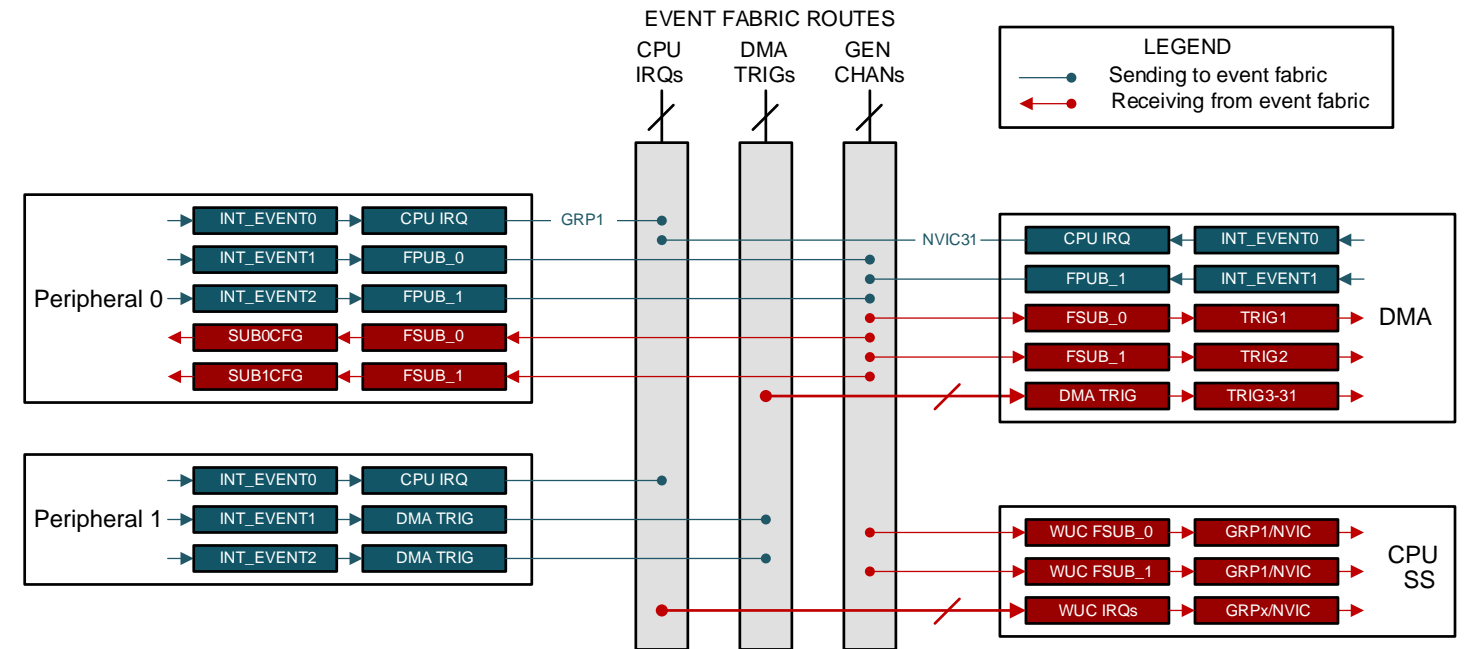 EVENT FABRIC ROUTES
CPU IRQs
DMA TRIGs
GEN CHANs
LEGEND
Sending to event fabric
Receiving from event fabric
Peripheral 0
INT_EVENT0 CPU IRQ GRP1
INT_EVENT1 FPUB_0
INT_EVENT2 FPUB_1
SUB0CFG FSUB_0
SUB1CFG FSUB_1
NVIC31 CPU IRQ INT_EVENT0
FPUB_1 INT_EVENT1
FSUB_0 TRIG1
FSUB_1 TRIG2
DMA TRIG TRIG3-31
DMA
Peripheral 1
INT_EVENT0 CPU IRQ
INT_EVENT1 DMA TRIG
INT_EVENT2 DMA TRIG
WUC FSUB_0 GRP1/NVIC
WUC FSUB_1 GRP1/NVIC
WUC IRQs GRPx/NVIC
CPU
SS